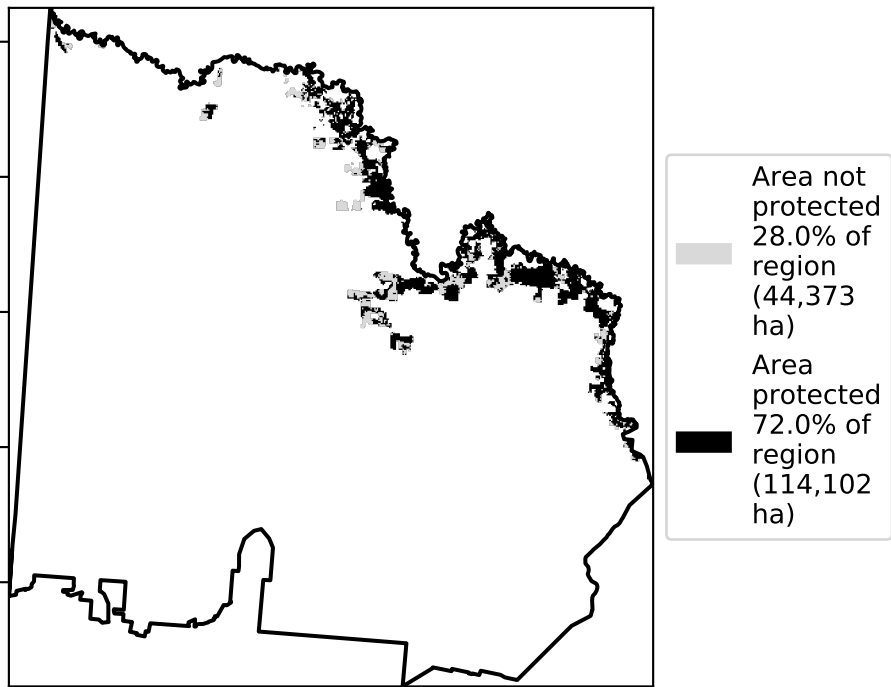 Area not
protected
28.0% of
region
(44,373
ha)
Area
protected
72.0% of
region
(114,102
ha)